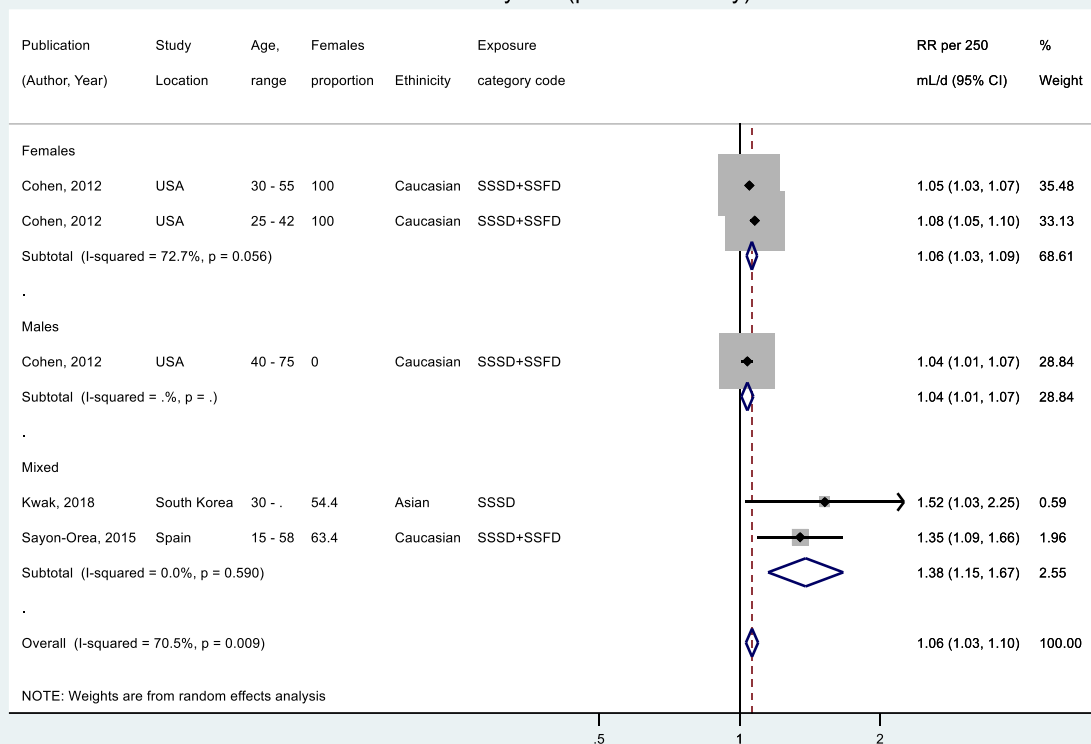 Publication Study Age, Females Exposure RR per 250 %
(Author, Year) Location range proportion Ethinicity category code mL/d (95% CI) Weight
Females
Cohen, 2012 USA 30 - 55 100 Caucasian SSSD+SSFD 1.05 (1.03, 1.07) 35.48
Cohen, 2012 USA 25 - 42 100 Caucasian SSSD+SSFD 1.08 (1.05, 1.10) 33.13
Subtotal (I-squared = 72.7%, p = 0.056) 1.06 (1.03, 1.09) 68.61
.
Males
Cohen, 2012 USA 40 - 75 0 Caucasian SSSD+SSFD 1.04 (1.01, 1.07) 28.84
Subtotal (I-squared = .%, p = .) 1.04 (1.01, 1.07) 28.84
.
Mixed
Kwak, 2018 South Korea 30 - . 54.4 Asian SSSD 1.52 (1.03, 2.25) 0.59
Sayon-Orea, 2015 Spain 15 - 58 63.4 Caucasian SSSD+SSFD 1.35 (1.09, 1.66) 1.96
Subtotal (I-squared = 0.0%, p = 0.590) 1.38 (1.15, 1.67) 2.55
.
Overall (I-squared = 70.5%, p = 0.009) 1.06 (1.03, 1.10) 100.00
NOTE: Weights are from random effects analysis
.5 1 2